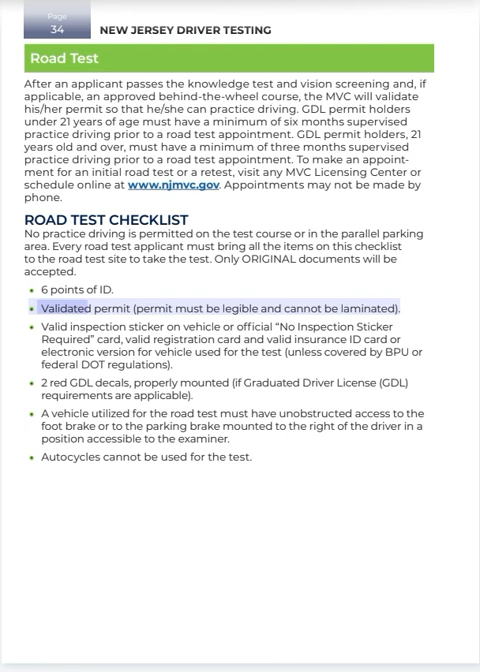 Page
34
NEW JERSEY DRIVER TESTING
Road Test
After an applicant passes the knowledge test and vision screening and, if
applicable, an approved behind-the-wheel course, the MVC will validate
his/her permit so that he/she can practice driving. GDL permit holders
under 21 years of age must have a minimum of six months supervised
practice driving prior to a road test appointment. GDL permit holders, 21
years old and over, must have a minimum of three months supervised
practice driving prior to a road test appointment. To make an appoint-
ment for an initial road test or a retest, visit any MVC Licensing Center or
schedule online at www.njmvc.gov. Appointments may not be made by
phone.
ROAD TEST CHECKLIST
No practice driving is permitted on the test course or in the parallel parking
area. Every road test applicant must bring all the items on this checklist
to the road test site to take the test. Only ORIGINAL documents will be
accepted.
• 6 points of ID.
• Validated permit (permit must be legible and cannot be laminated).
• Valid inspection sticker on vehicle or official “No Inspection Sticker
Required” card, valid registration card and valid insurance ID card or
electronic version for vehicle used for the test (unless covered by BPU or
federal DOT regulations).
• 2 red GDL decals, properly mounted (if Graduated Driver License (GDL)
requirements are applicable).
• A vehicle utilized for the road test must have unobstructed access to the
foot brake or to the parking brake mounted to the right of the driver in a
position accessible to the examiner.
• Autocycles cannot be used for the test.